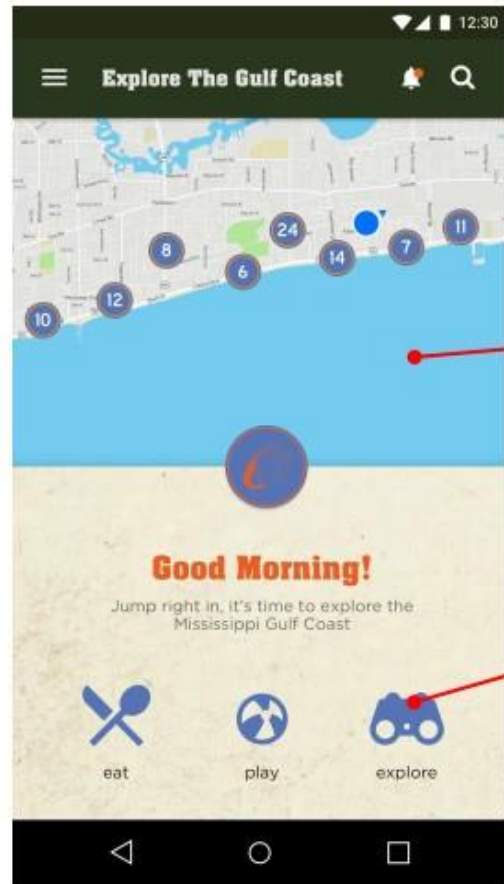 12:30
Explore The Gulf Coast
24
11
8
7
14
6
12
10
Good Morning!
Jump right in, it's time to explore the
Mississippi Gulf Coast
eat
play
explore